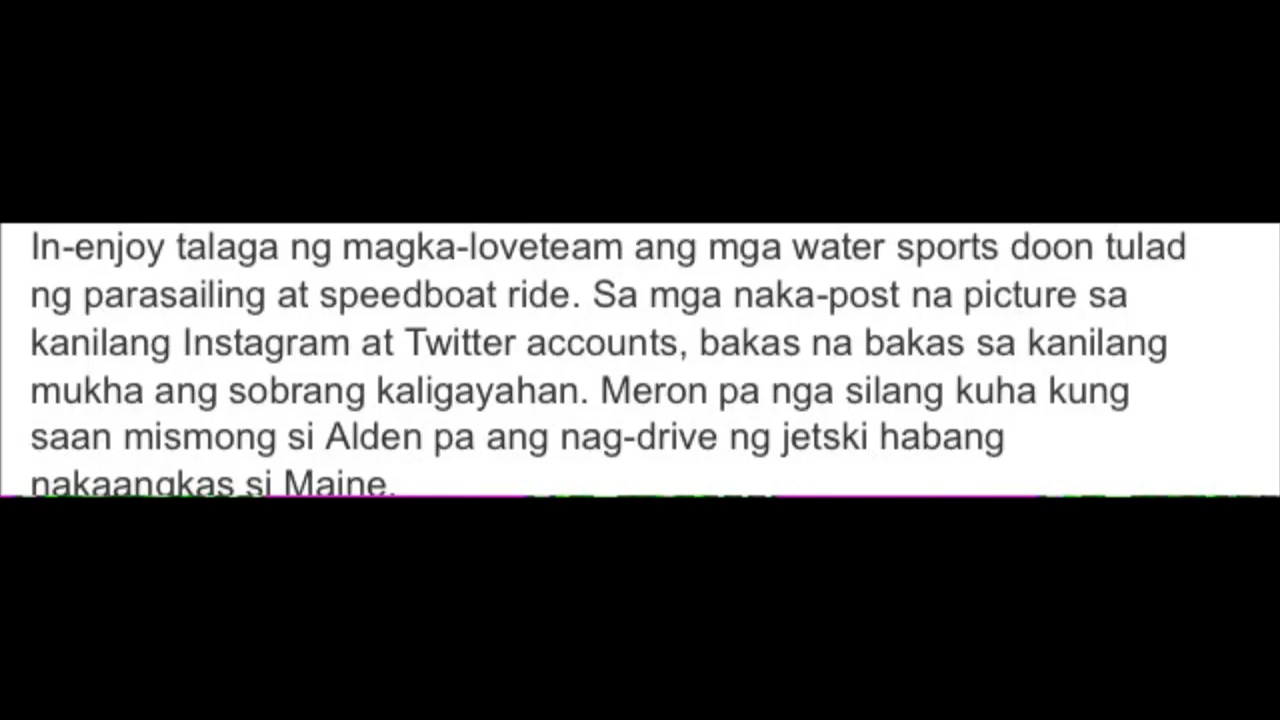 In-enjoy talaga ng magka-loveteam ang mga water sports doon tulad
ng parasailing at speedboat ride. Sa mga naka-post na picture sa
kanilang Instagram at Twitter accounts, bakas na bakas sa kanilang
mukha ang sobrang kaligayahan. Meron pa nga silang kuha kung
saan mismong si Alden pa ang nag-drive ng jetski habang
nakaangkas si Maine.